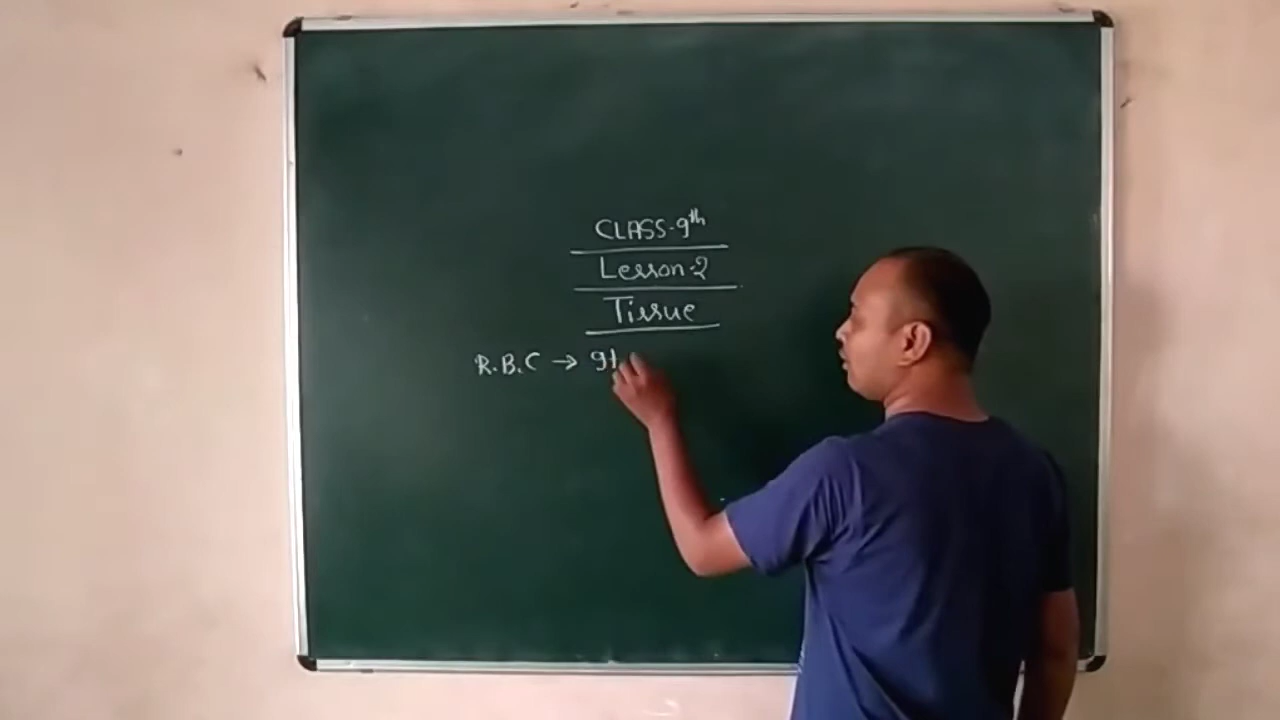 CLASS-9th
Lesson-2
Tissue
R.B.C →